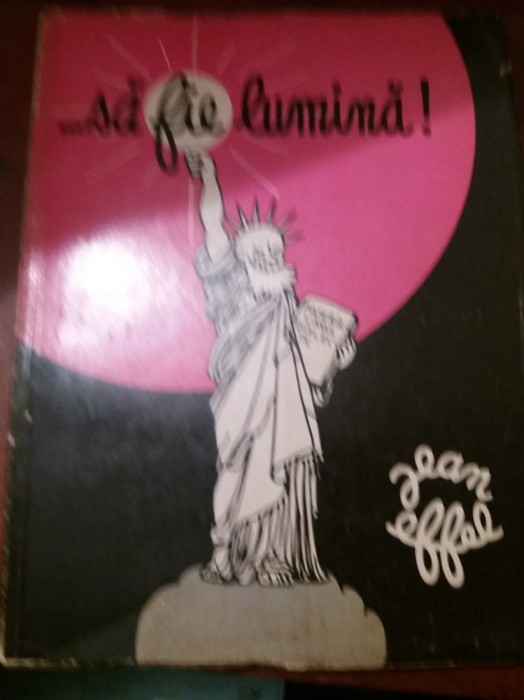 ...să fie lumină!
jean
effel